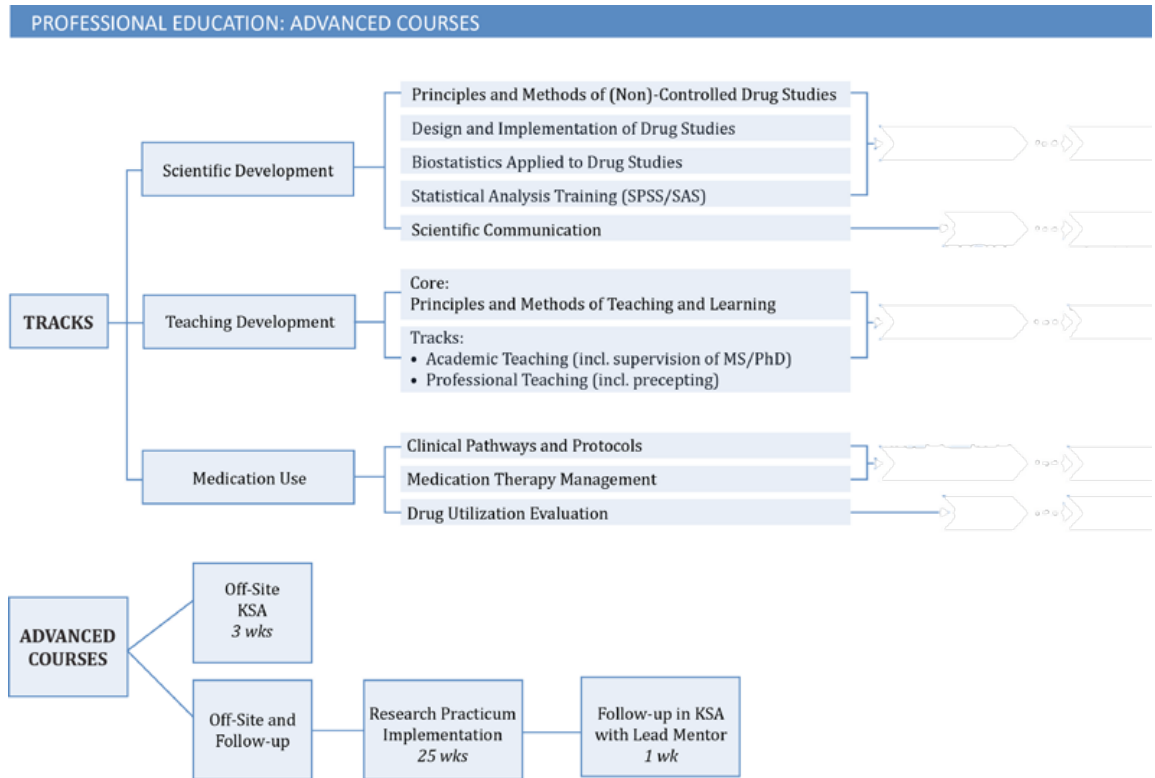 PROFESSIONAL EDUCATION: ADVANCED COURSES
TRACKS
Scientific Development
Principles and Methods of (Non)-Controlled Drug Studies
Design and Implementation of Drug Studies
Biostatistics Applied to Drug Studies
Statistical Analysis Training (SPSS/SAS)
Scientific Communication
Teaching Development
Core:
Principles and Methods of Teaching and Learning
Tracks:
• Academic Teaching (incl. supervision of MS/PhD)
• Professional Teaching (incl. precepting)
Medication Use
Clinical Pathways and Protocols
Medication Therapy Management
Drug Utilization Evaluation
ADVANCED
COURSES
Off-Site
KSA
3 wks
Off-Site and
Follow-up
Research Practicum
Implementation
25 wks
Follow-up in KSA
with Lead Mentor
1 wk